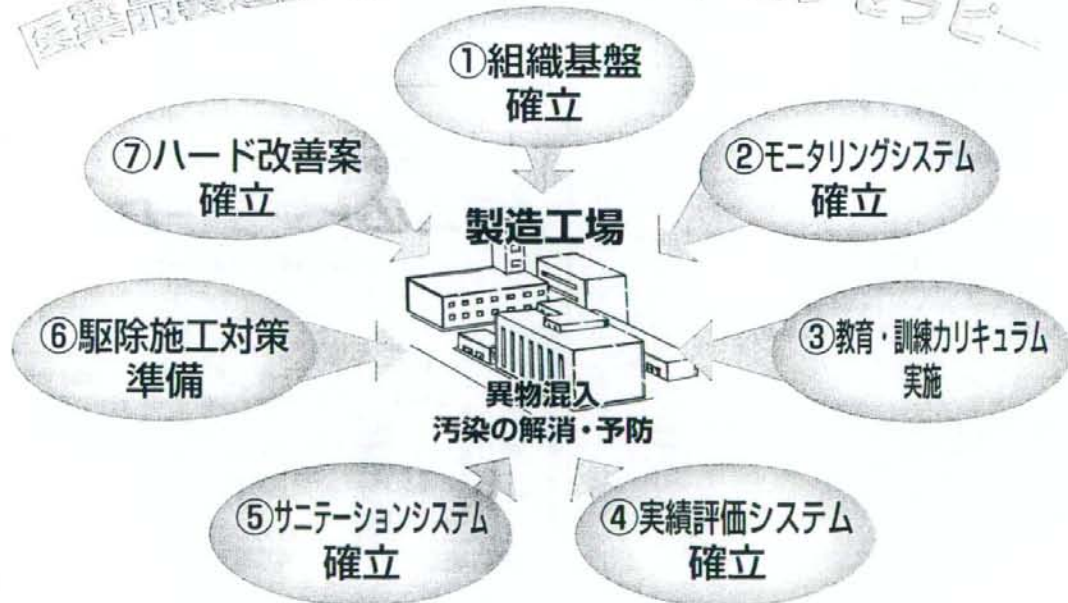 ①組織基盤
確立
②モニタリングシステム
確立
③教育・訓練カリキュラム
実施
④実績評価システム
確立
⑤サニテーションシステム
確立
⑥駆除施工対策
準備
⑦ハード改善案
確立
製造工場
異物混入
汚染の解消・予防